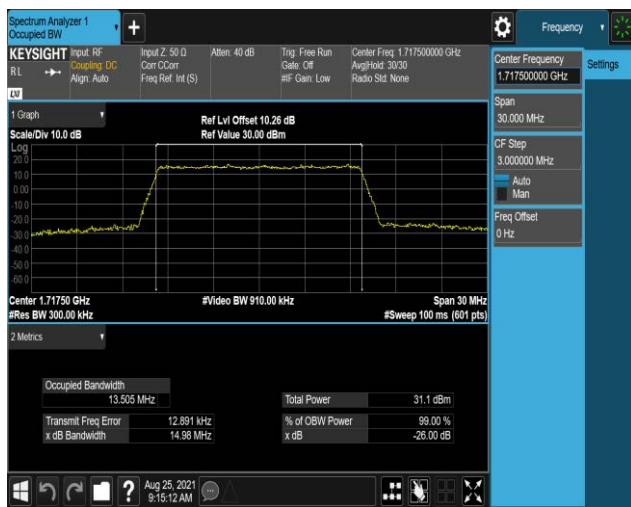 Spectrum Analyzer 1
Occupied BW
+
Frequency
KEYSIGHT
RL
LXI
Input: RF
Coupling: DC
Align: Auto
Input Z: 50 Ω
Corr CCorr
Freq Ref: Int (S)
Atten: 40 dB
Trig: Free Run
Gate: Off
#IF Gain: Low
Center Freq: 1.717500000 GHz
Avg|Hold: 30/30
Radio Std: None
Center Frequency
1.717500000 GHz
Settings
Span
30.000 MHz
CF Step
3.000000 MHz
Auto
Man
Freq Offset
0 Hz
1 Graph
Scale/Div 10.0 dB
Ref Lvl Offset 10.26 dB
Ref Value 30.00 dBm
Log
20.0
10.0
0.00
-10.0
-20.0
-30.0
-40.0
-50.0
-60.0
Center 1.71750 GHz
#Res BW 300.00 kHz
#Video BW 910.00 kHz
Span 30 MHz
#Sweep 100 ms (601 pts)
2 Metrics
Occupied Bandwidth
13.505 MHz
Total Power 31.1 dBm
Transmit Freq Error 12.891 kHz
% of OBW Power 99.00 %
x dB Bandwidth 14.98 MHz
x dB -26.00 dB
?
Aug 25, 2021
9:15:12 AM